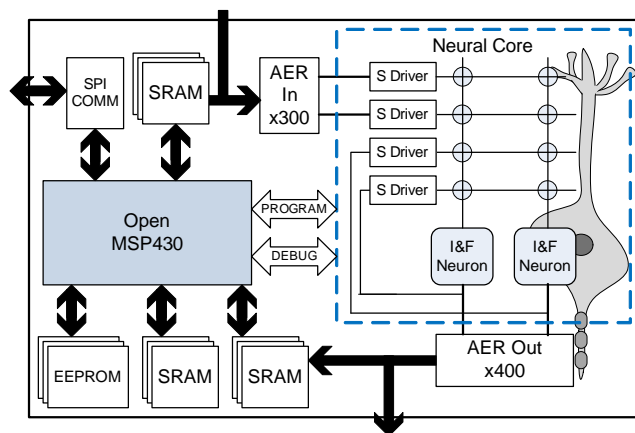 Neural Core
SPI
COMM
SRAM
AER
In
x300
S Driver
S Driver
S Driver
S Driver
Open
MSP430
PROGRAM
DEBUG
I&F
Neuron
I&F
Neuron
EEPROM
SRAM
SRAM
AER Out
x400